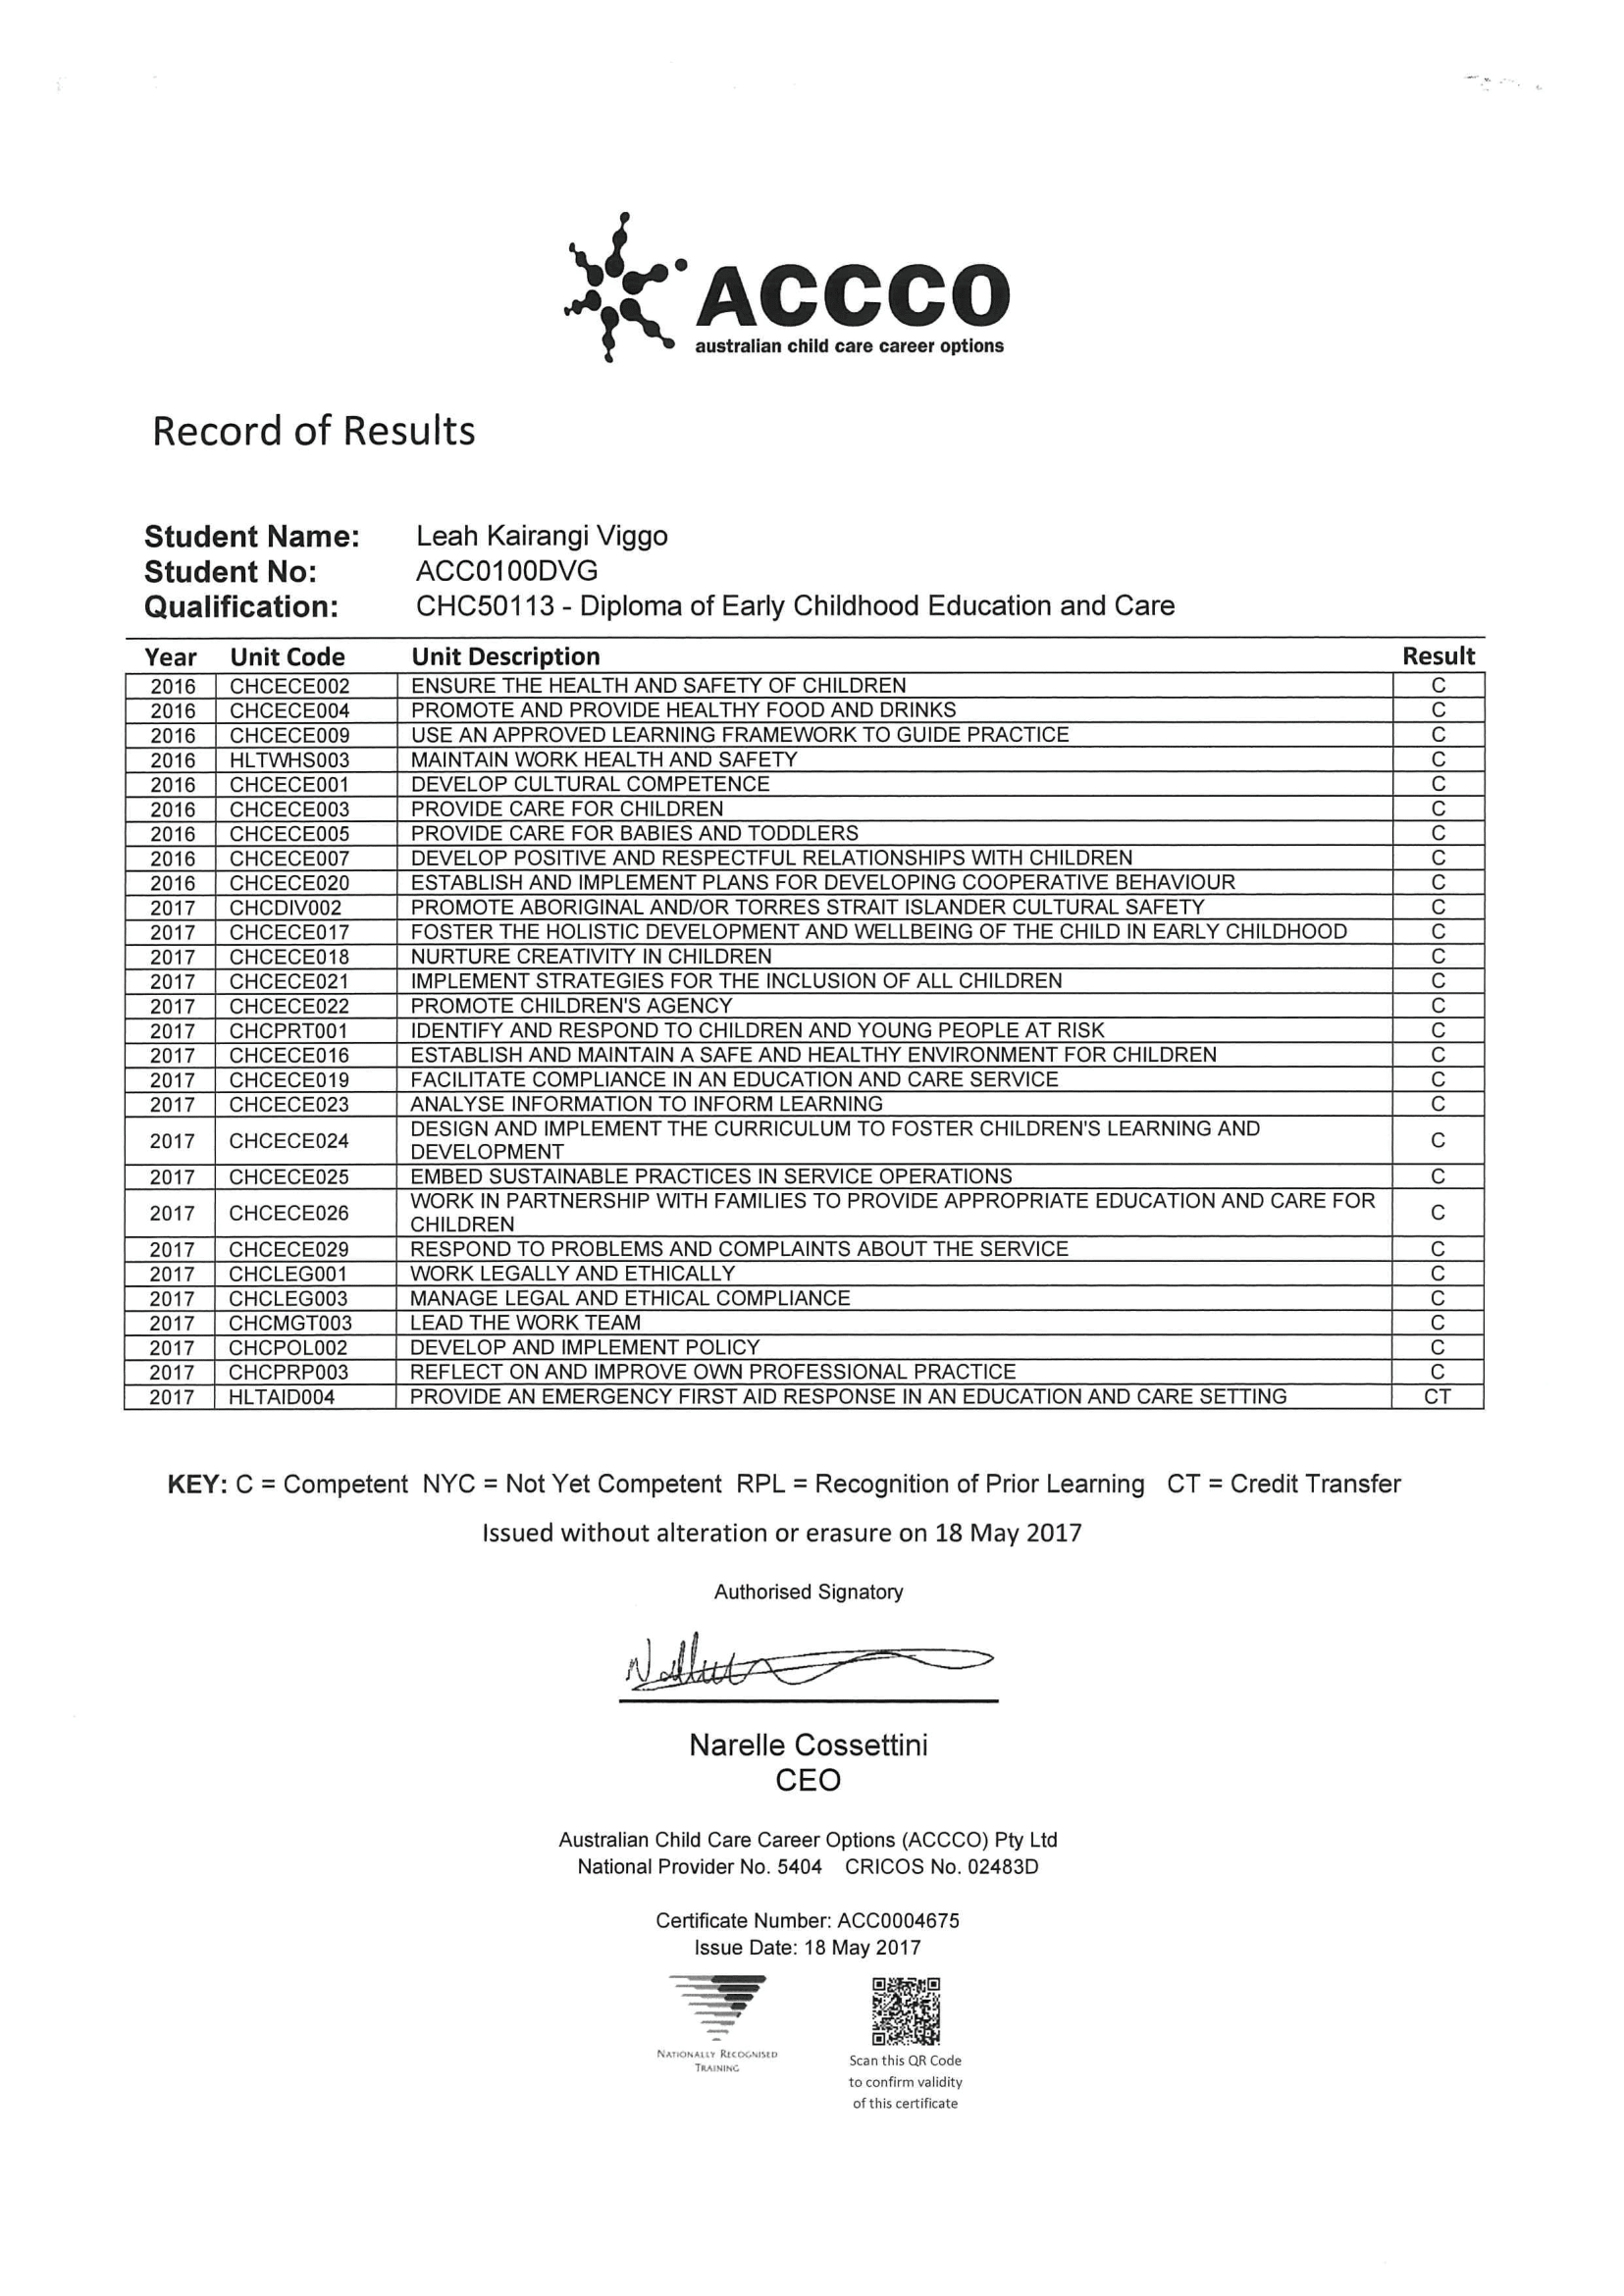 ACCCO
australian child care career options
Record of Results
Student Name: Leah Kairangi Viggo
Student No: ACC0100DVG
Qualification: CHC50113 - Diploma of Early Childhood Education and Care
Year Unit Code Unit Description Result
2016 CHCECE002 ENSURE THE HEALTH AND SAFETY OF CHILDREN C
2016 CHCECE004 PROMOTE AND PROVIDE HEALTHY FOOD AND DRINKS C
2016 CHCECE009 USE AN APPROVED LEARNING FRAMEWORK TO GUIDE PRACTICE C
2016 HLTWHS003 MAINTAIN WORK HEALTH AND SAFETY C
2016 CHCECE001 DEVELOP CULTURAL COMPETENCE C
2016 CHCECE003 PROVIDE CARE FOR CHILDREN C
2016 CHCECE005 PROVIDE CARE FOR BABIES AND TODDLERS C
2016 CHCECE007 DEVELOP POSITIVE AND RESPECTFUL RELATIONSHIPS WITH CHILDREN C
2016 CHCECE020 ESTABLISH AND IMPLEMENT PLANS FOR DEVELOPING COOPERATIVE BEHAVIOUR C
2017 CHCDIV002 PROMOTE ABORIGINAL AND/OR TORRES STRAIT ISLANDER CULTURAL SAFETY C
2017 CHCECE017 FOSTER THE HOLISTIC DEVELOPMENT AND WELLBEING OF THE CHILD IN EARLY CHILDHOOD C
2017 CHCECE018 NURTURE CREATIVITY IN CHILDREN C
2017 CHCECE021 IMPLEMENT STRATEGIES FOR THE INCLUSION OF ALL CHILDREN C
2017 CHCECE022 PROMOTE CHILDREN'S AGENCY C
2017 CHCPRT001 IDENTIFY AND RESPOND TO CHILDREN AND YOUNG PEOPLE AT RISK C
2017 CHCECE016 ESTABLISH AND MAINTAIN A SAFE AND HEALTHY ENVIRONMENT FOR CHILDREN C
2017 CHCECE019 FACILITATE COMPLIANCE IN AN EDUCATION AND CARE SERVICE C
2017 CHCECE023 ANALYSE INFORMATION TO INFORM LEARNING C
2017 CHCECE024 DESIGN AND IMPLEMENT THE CURRICULUM TO FOSTER CHILDREN'S LEARNING AND
DEVELOPMENT C
2017 CHCECE025 EMBED SUSTAINABLE PRACTICES IN SERVICE OPERATIONS C
2017 CHCECE026 WORK IN PARTNERSHIP WITH FAMILIES TO PROVIDE APPROPRIATE EDUCATION AND CARE FOR
CHILDREN C
2017 CHCECE029 RESPOND TO PROBLEMS AND COMPLAINTS ABOUT THE SERVICE C
2017 CHCLEG001 WORK LEGALLY AND ETHICALLY C
2017 CHCLEG003 MANAGE LEGAL AND ETHICAL COMPLIANCE C
2017 CHCMGT003 LEAD THE WORK TEAM C
2017 CHCPOL002 DEVELOP AND IMPLEMENT POLICY C
2017 CHCPRP003 REFLECT ON AND IMPROVE OWN PROFESSIONAL PRACTICE C
2017 HLTAID004 PROVIDE AN EMERGENCY FIRST AID RESPONSE IN AN EDUCATION AND CARE SETTING CT
KEY: C = Competent NYC = Not Yet Competent RPL = Recognition of Prior Learning CT = Credit Transfer
Issued without alteration or erasure on 18 May 2017
Authorised Signatory
Narelle Cossettini
CEO
Australian Child Care Career Options (ACCCO) Pty Ltd
National Provider No. 5404 CRICOS No. 02483D
Certificate Number: ACC0004675
Issue Date: 18 May 2017
NATIONALLY RECOGNISED
TRAINING
Scan this QR Code
to confirm validity
of this certificate